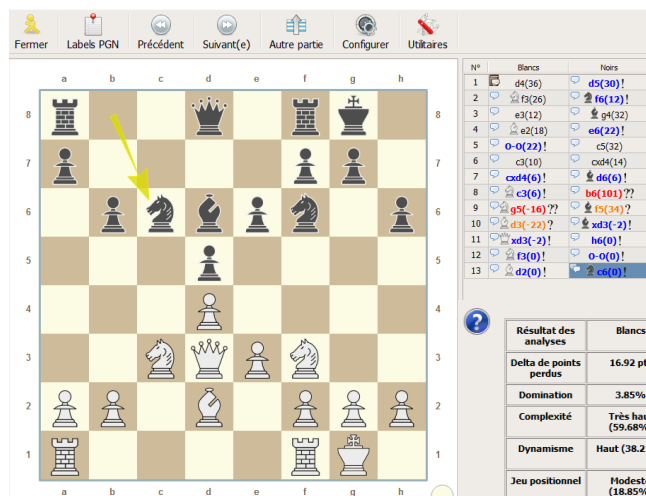 Fermer Labels PGN Précédent Suivant(e) Autre partie Configurer Utilitaires
N° Blancs Noirs
1 d4(36) d5(30)!
2 f3(26) f6(12)!
3 e3(12) g4(32)
4 e2(18) e6(22)!
5 0-0(22)! c5(32)
6 c3(10) cxd4(14)
7 cxd4(6)! d6(6)!
8 c3(6)! b6(101)??
9 g5(-16)?? f5(34)?
10 d3(-22)? xd3(-2)!
11 xd3(-2)! h6(0)!
12 f3(0)! 0-0(0)!
13 d2(0)! c6(0)!
a b c d e f g h
8 8
7 7
6 6
5 5
4 4
3 3
2 2
1 1
a b c d e f g h
?
Résultat des
analyses
Blancs
Delta de points
perdus
16.92 pt
Domination 3.85%
Complexité
Très hau
(59.68%
Dynamisme Haut (38.2
Jeu positionnel
Modest
(18.85%